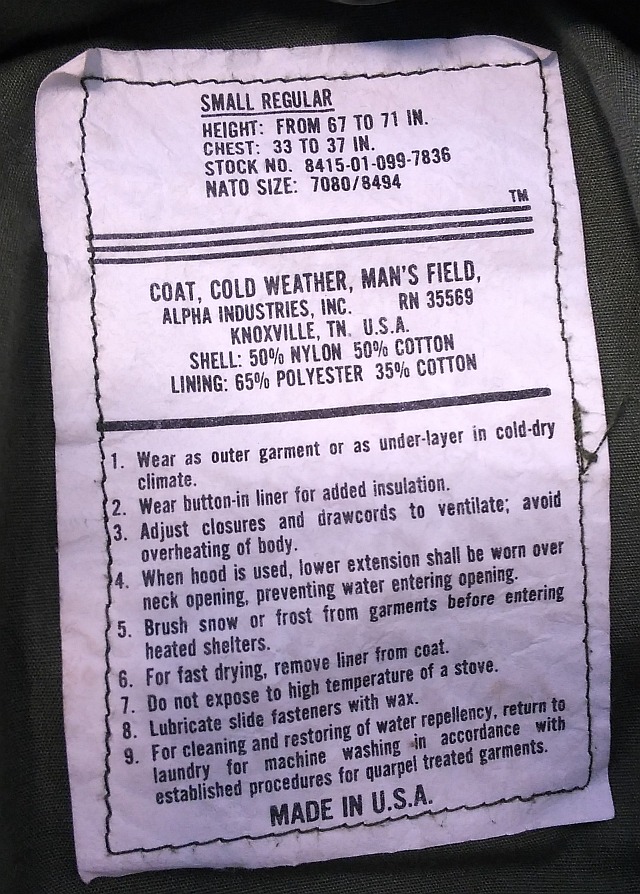 SMALL REGULAR
HEIGHT: FROM 67 TO 71 IN.
CHEST: 33 TO 37 IN.
STOCK NO. 8415-01-099-7836
NATO SIZE: 7080/8494
TM
COAT, COLD WEATHER, MAN'S FIELD,
ALPHA INDUSTRIES, INC. RN 35569
KNOXVILLE, TN. U.S.A.
SHELL: 50% NYLON 50% COTTON
LINING: 65% POLYESTER 35% COTTON
1. Wear as outer garment or as under-layer in cold-dry
climate.
2. Wear button-in liner for added insulation.
3. Adjust closures and drawcords to ventilate; avoid
overheating of body.
4. When hood is used, lower extension shall be worn over
neck opening, preventing water entering opening.
5. Brush snow or frost from garments before entering
heated shelters.
6. For fast drying, remove liner from coat.
7. Do not expose to high temperature of a stove.
8. Lubricate slide fasteners with wax.
9. For cleaning and restoring of water repellency, return to
laundry for machine washing in accordance with
established procedures for quarpel treated garments.
MADE IN U.S.A.